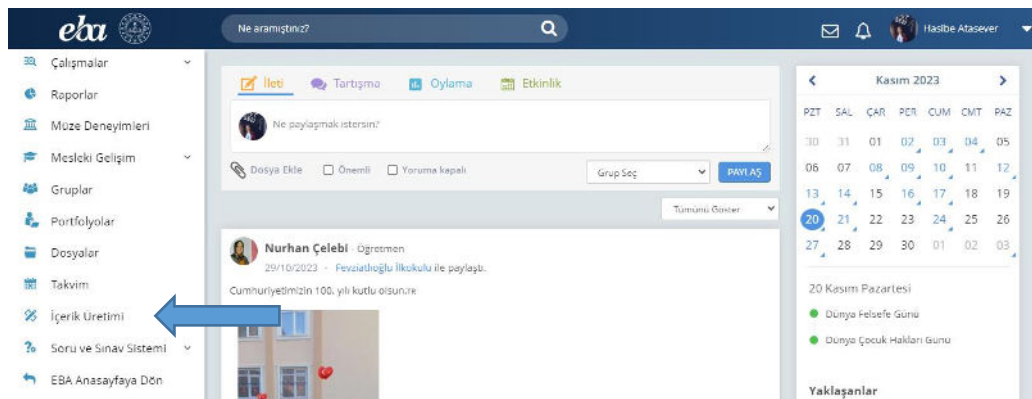 eba
Ne aramıştınız?
Hasibe Atasever
Çalışmalar
Raporlar
Müze Deneyimleri
Mesleki Gelişim
Gruplar
Portfolyolar
Dosyalar
Takvim
İçerik Üretimi
Soru ve Sınav Sistemi
EBA Anasayfaya Dön
İleti Tartışma Oylama Etkinlik
Ne paylaşmak istersin?
Dosya Ekle Önemli Yoruma kapalı Grup Seç PAYLAŞ
Tümünü Göster
Nurhan Çelebi - Öğretmen
29/10/2023 - Fevziatlıoğlu İlkokulu ile paylaştı.
Cumhuriyetimizin 100. yılı kutlu olsun.
Kasım 2023
PZT SAL ÇAR PER CUM CMT PAZ
30 31 01 02 03 04 05
06 07 08 09 10 11 12
13 14 15 16 17 18 19
20 21 22 23 24 25 26
27 28 29 30 01 02 03
20 Kasım Pazartesi
Dünya Felsefe Günü
Dünya Çocuk Hakları Günü
Yaklaşanlar